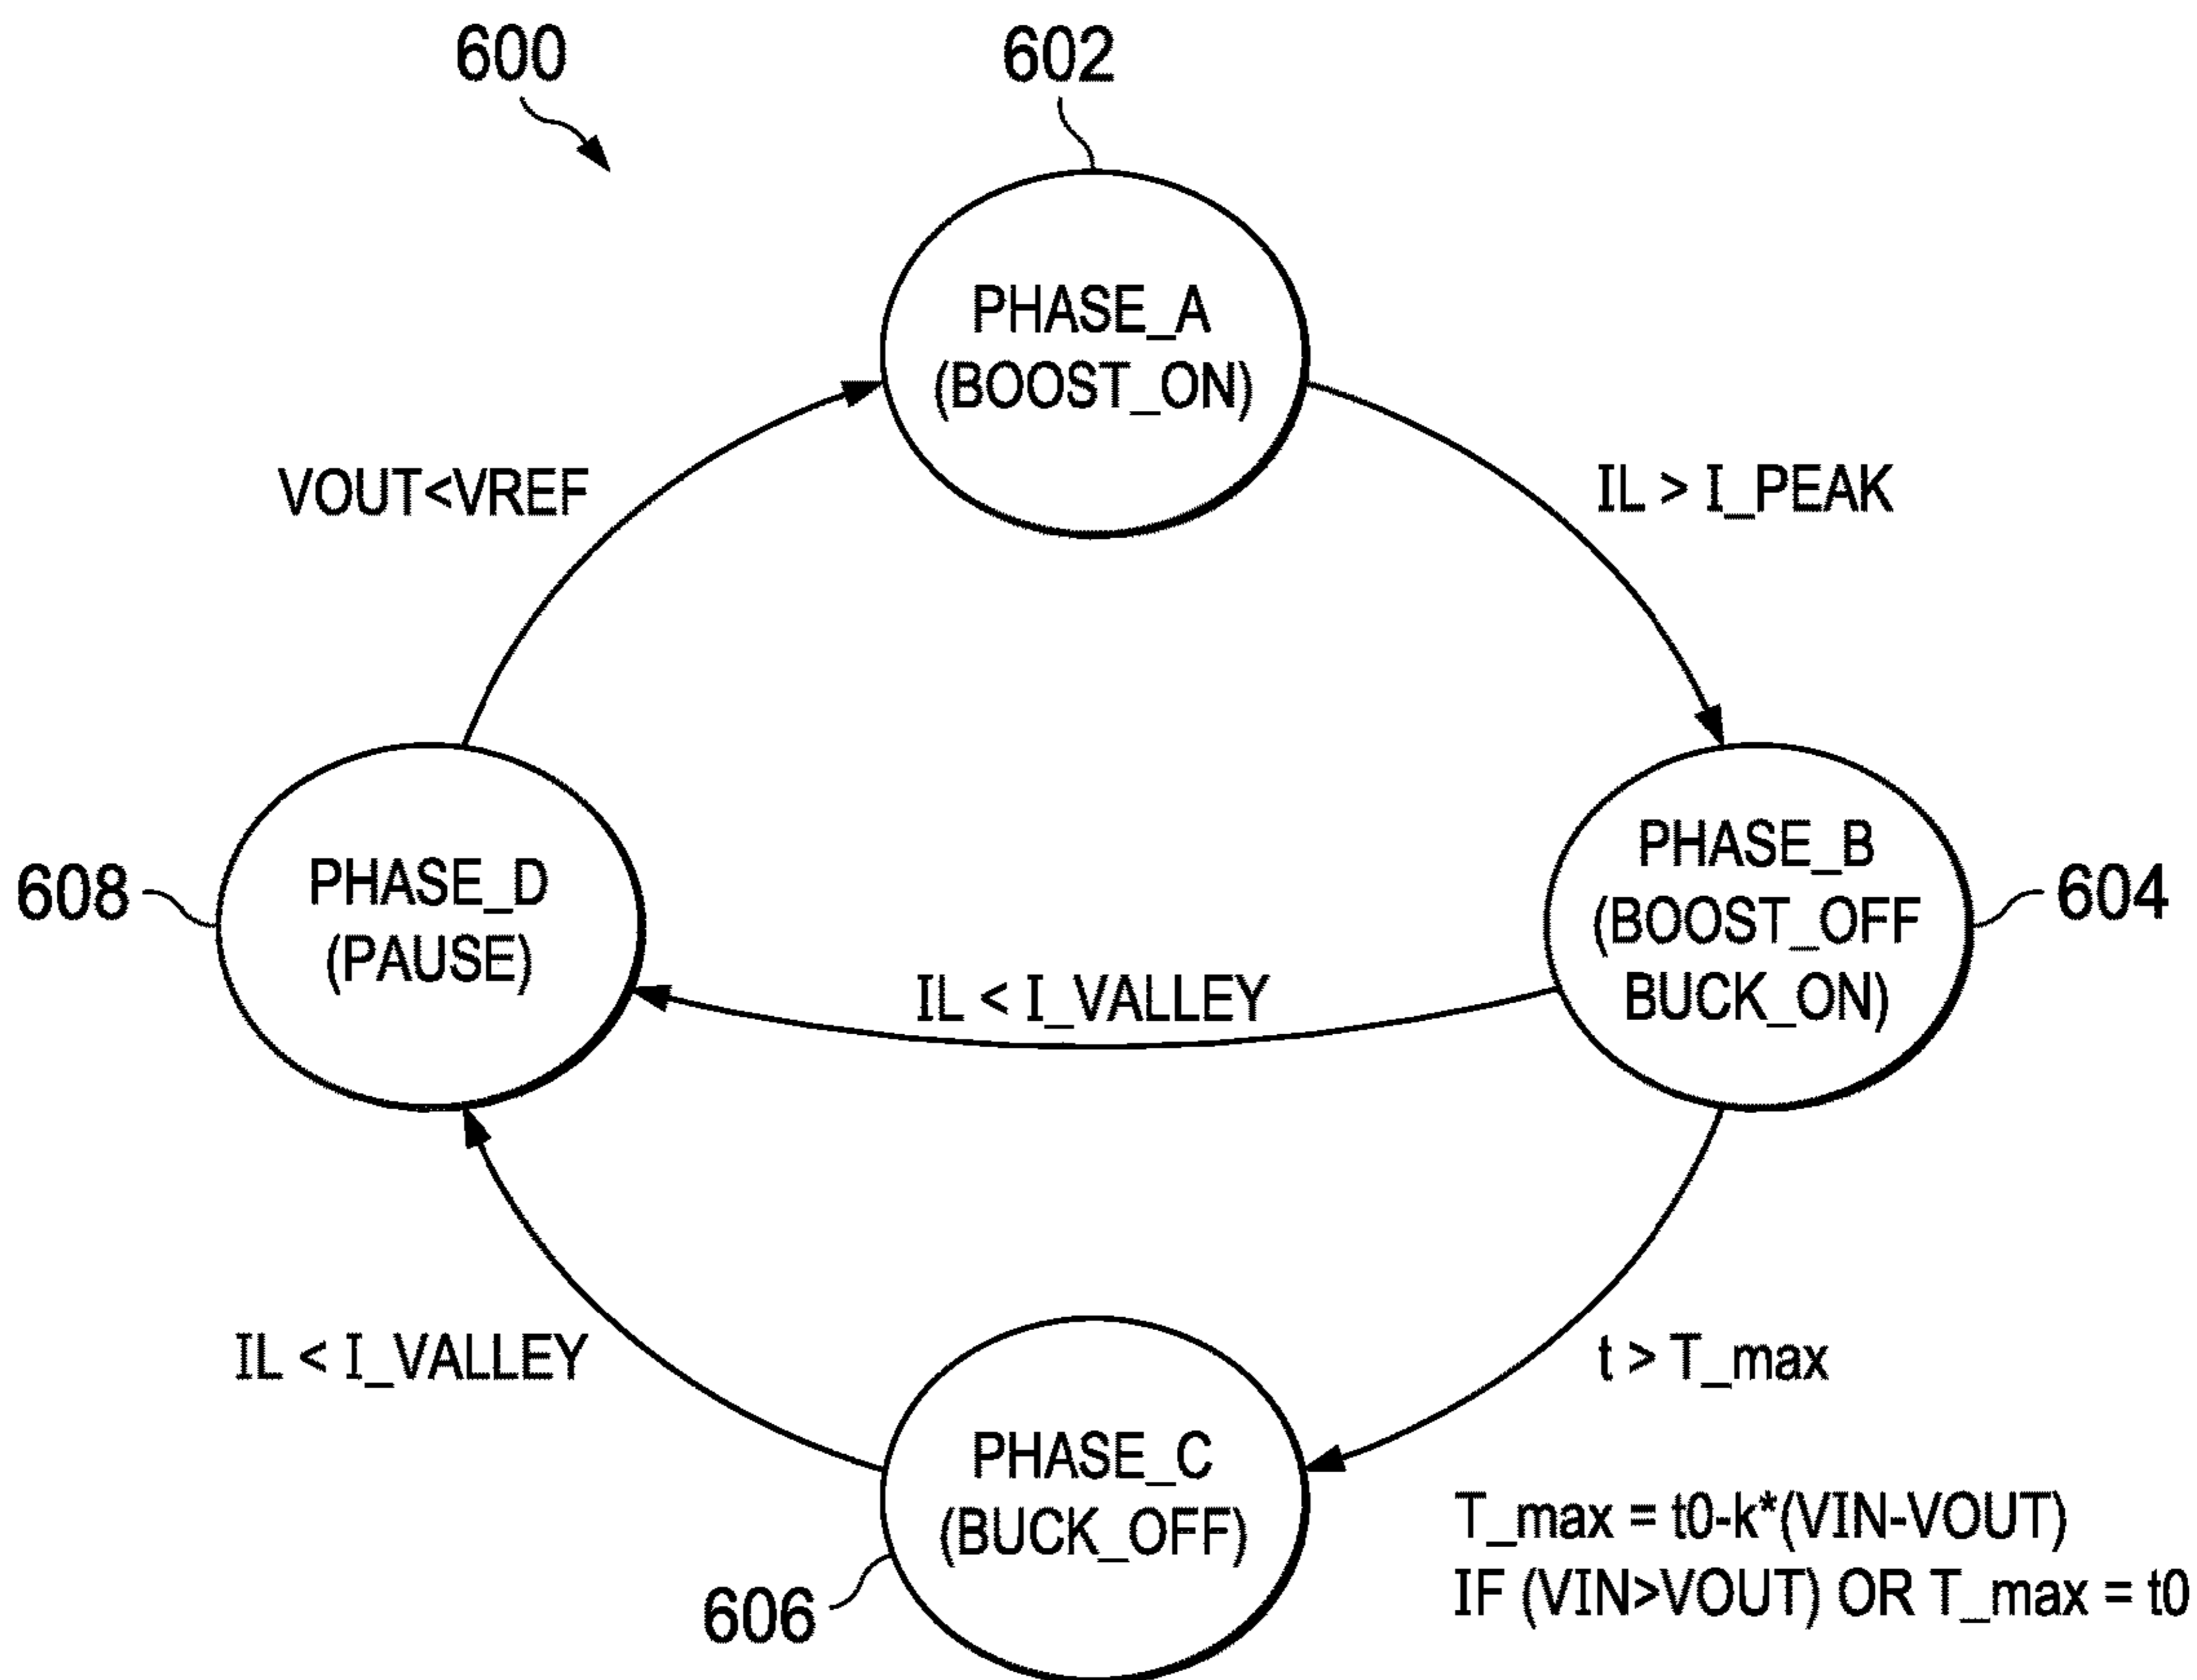 600
602
PHASE_A
(BOOST_ON)
VOUT<VREF
IL > I_PEAK
608
PHASE_D
(PAUSE)
PHASE_B
(BOOST_OFF
BUCK_ON)
604
IL < I_VALLEY
IL < I_VALLEY
t > T_max
PHASE_C
(BUCK_OFF)
606
T_max = t0-k*(VIN-VOUT)
IF (VIN>VOUT) OR T_max = t0